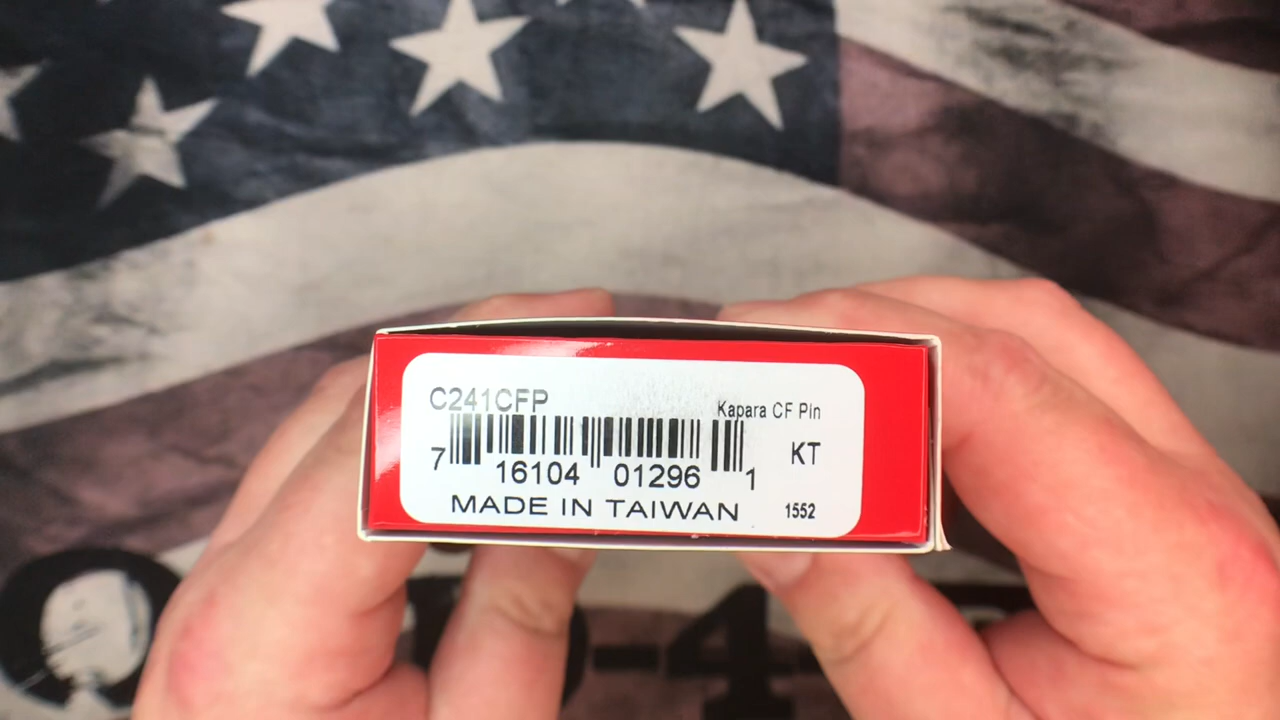 C241CFP
Kapara CF Pin
KT
7 16104 01296 1
MADE IN TAIWAN
1552